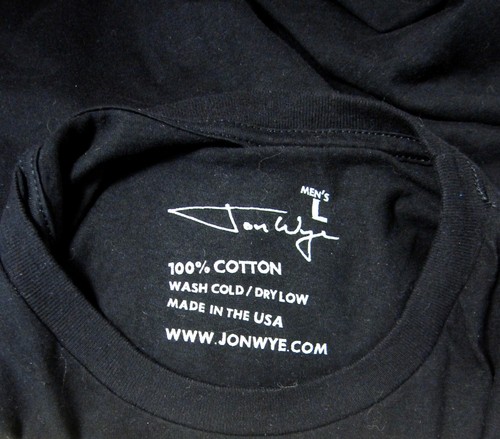 MEN'S
L
Jon Wye
100% COTTON
WASH COLD / DRY LOW
MADE IN THE USA
WWW.JONWYE.COM